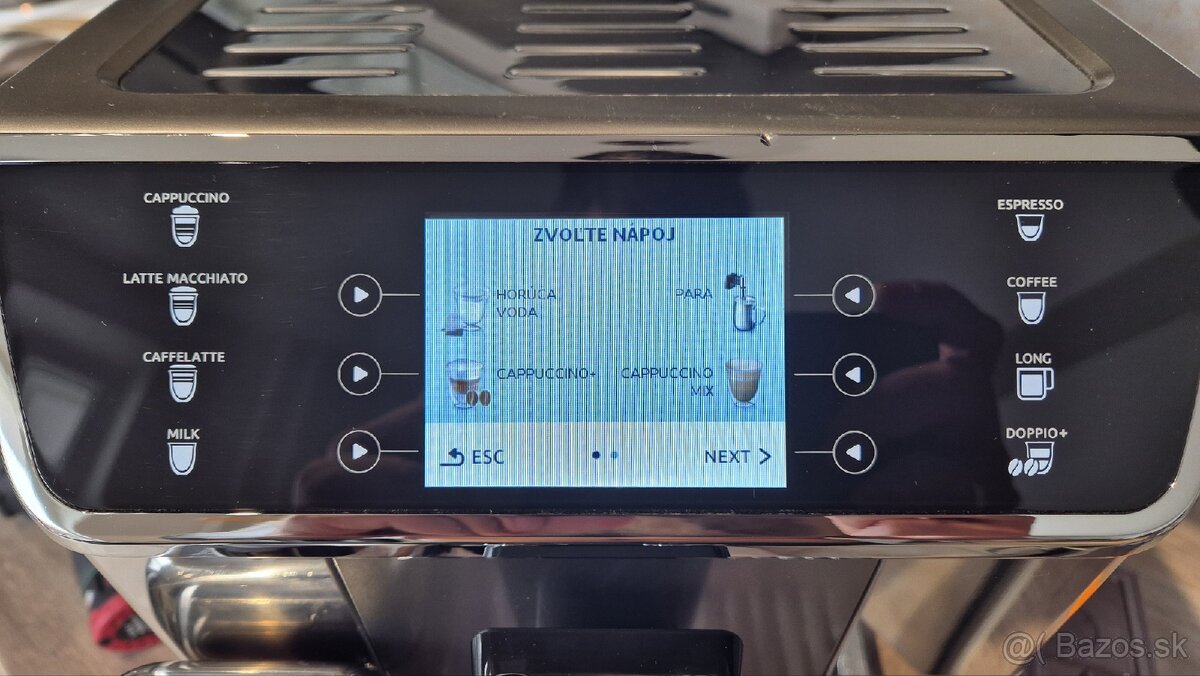 CAPPUCCINO
LATTE MACCHIATO
CAFFELATTE
MILK
ZVOĽTE NÁPOJ
HORÚCA
VODA
PARA
CAPPUCCINO+
CAPPUCCINO
MIX
ESC
NEXT
ESPRESSO
COFFEE
LONG
DOPPIO+
@( Bazos.sk